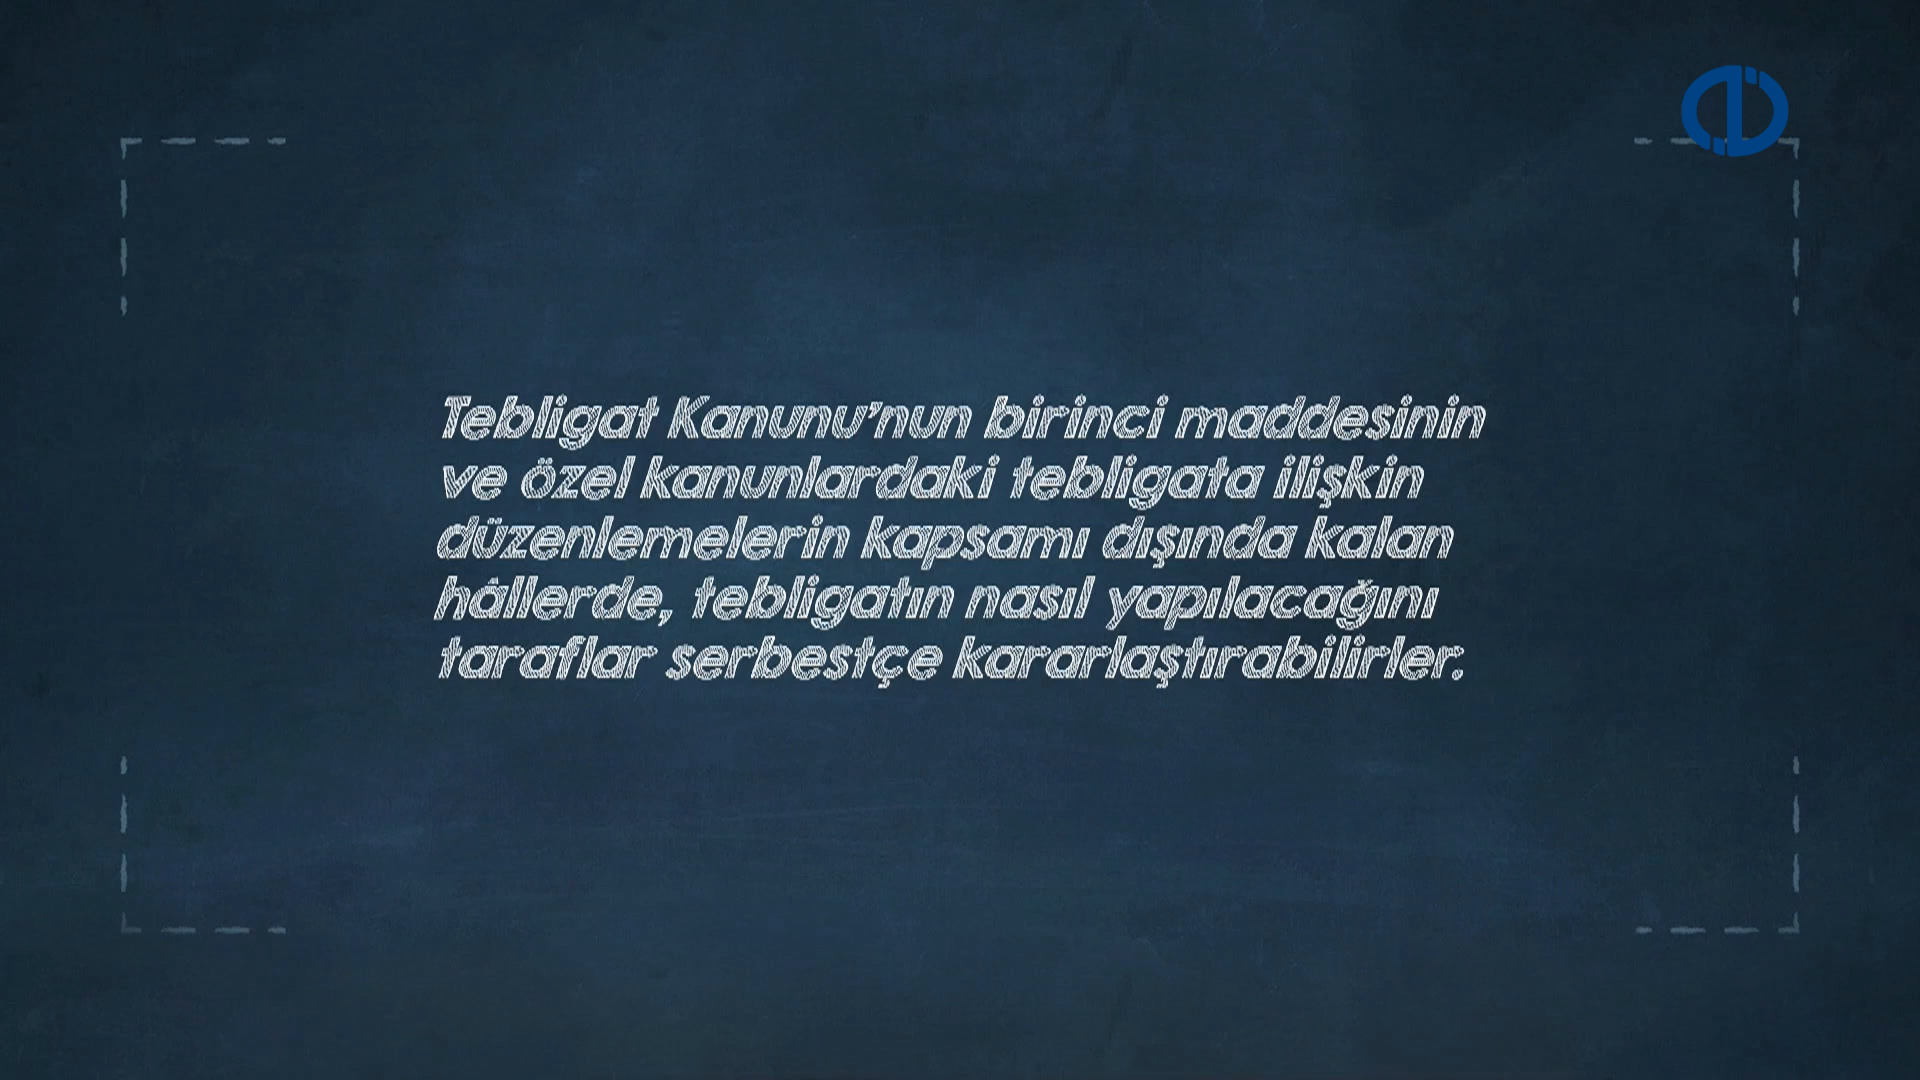 Tebligat Kanunu'nun birinci maddesinin
ve özel kanunlardaki tebligata ilişkin
düzenlemelerin kapsamı dışında kalan
hâllerde, tebligatın nasıl yapılacağını
taraflar serbestçe kararlaştırabilirler.